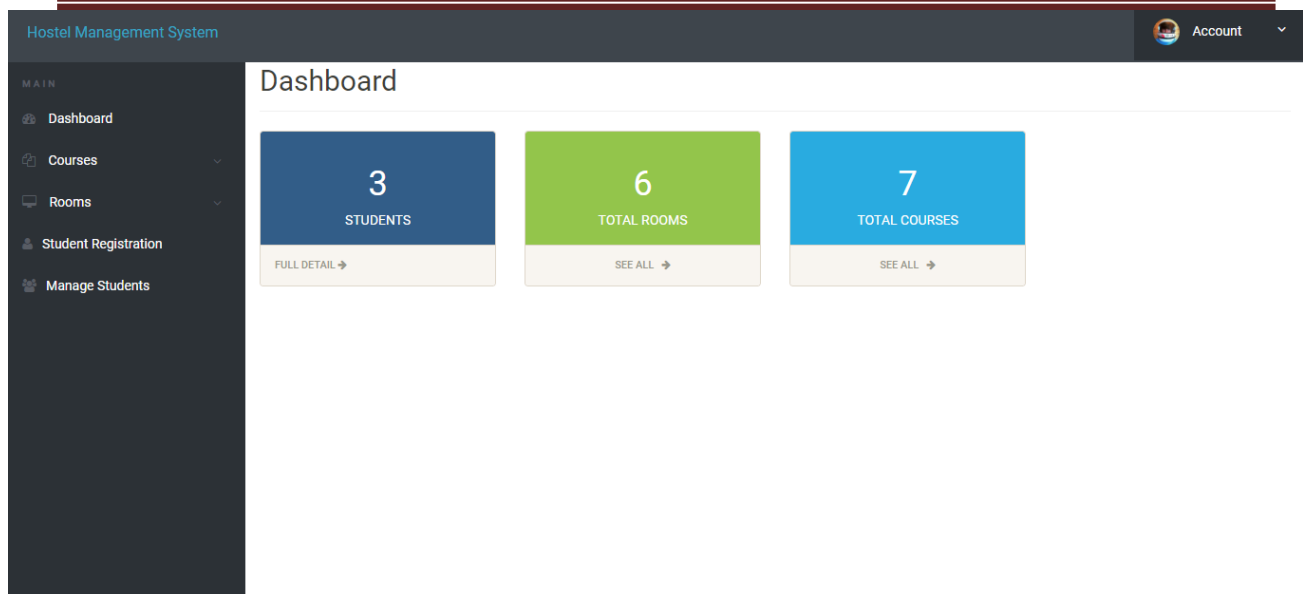 Hostel Management System
Account
MAIN
Dashboard
Courses
Rooms
Student Registration
Manage Students
Dashboard
3
STUDENTS
FULL DETAIL
6
TOTAL ROOMS
SEE ALL
7
TOTAL COURSES
SEE ALL